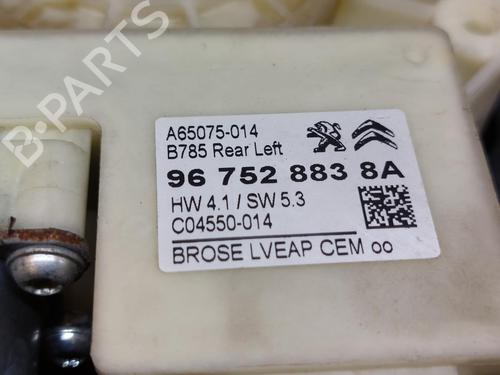 B-PARTS
A65075-014
B785 Rear Left
96 752 883 8A
HW 4.1 / SW 5.3
C04550-014
BROSE LVEAP CEM oo